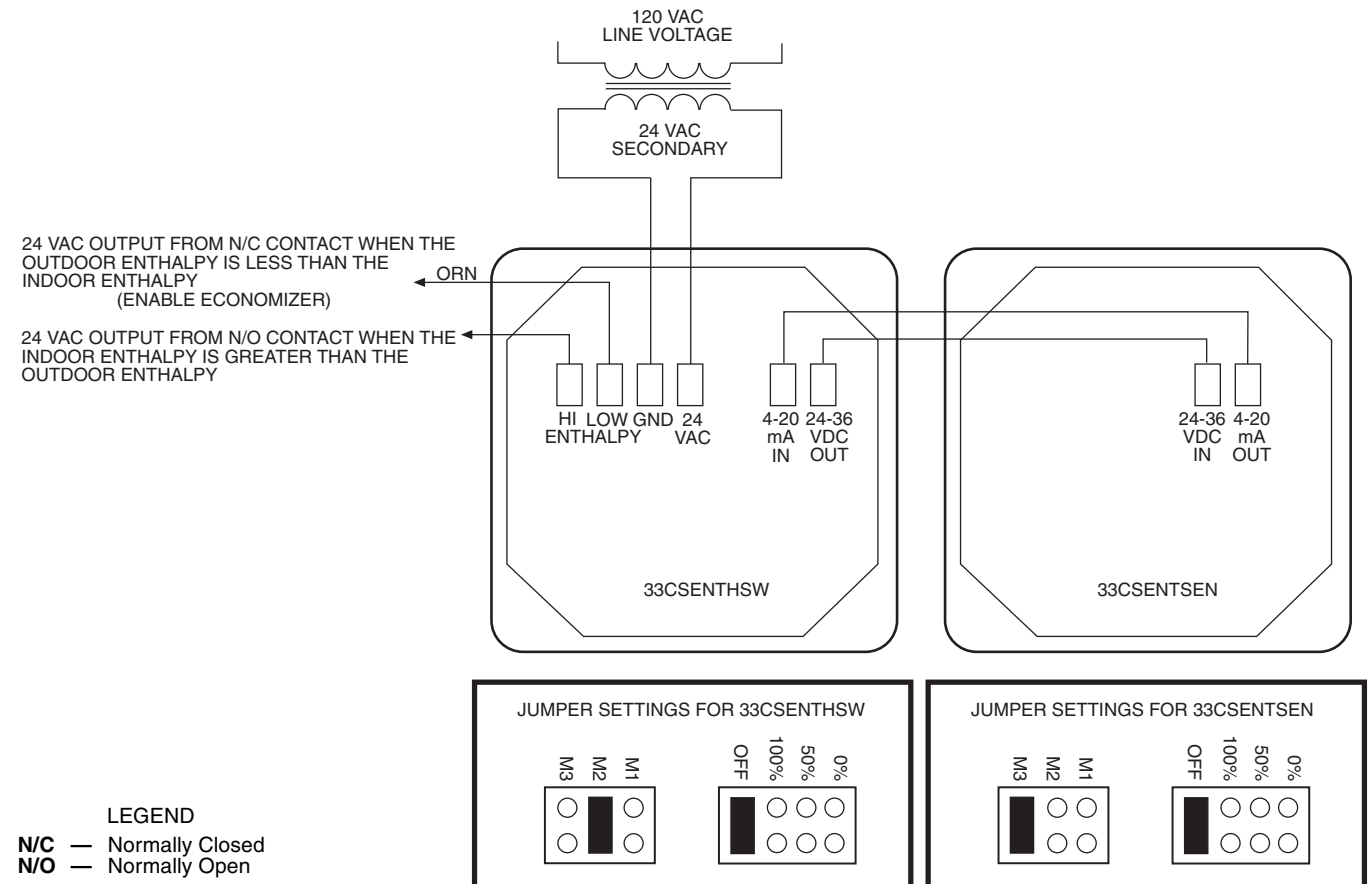 120 VAC
LINE VOLTAGE
24 VAC
SECONDARY
24 VAC OUTPUT FROM N/C CONTACT WHEN THE
OUTDOOR ENTHALPY IS LESS THAN THE
INDOOR ENTHALPY
(ENABLE ECONOMIZER)
ORN
24 VAC OUTPUT FROM N/O CONTACT WHEN THE
INDOOR ENTHALPY IS GREATER THAN THE
OUTDOOR ENTHALPY
HI LOW GND 24
ENTHALPY VAC
4-20 24-36
mA VDC
IN OUT
24-36 4-20
VDC mA
IN OUT
33CSENTHSW
33CSENTSEN
JUMPER SETTINGS FOR 33CSENTHSW
M3 M2 M1
OFF 100% 50% 0%
JUMPER SETTINGS FOR 33CSENTSEN
M3 M2 M1
OFF 100% 50% 0%
LEGEND
N/C — Normally Closed
N/O — Normally Open